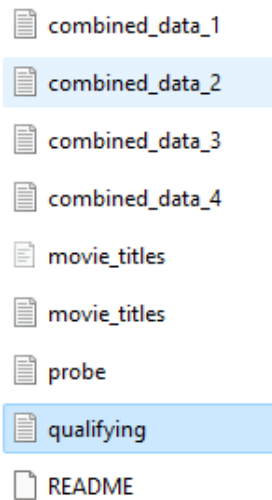 combined_data_1
combined_data_2
combined_data_3
combined_data_4
movie_titles
movie_titles
probe
qualifying
README